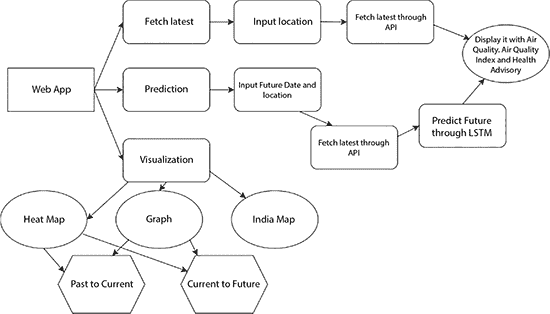 Fetch latest
Input location
Fetch latest through
API
Display it with Air
Quality, Air Quality
Index and Health
Advisory
Web App
Prediction
Input Future Date and
location
Fetch latest through
API
Predict Future
through LSTM
Visualization
Heat Map
Graph
India Map
Past to Current
Current to Future